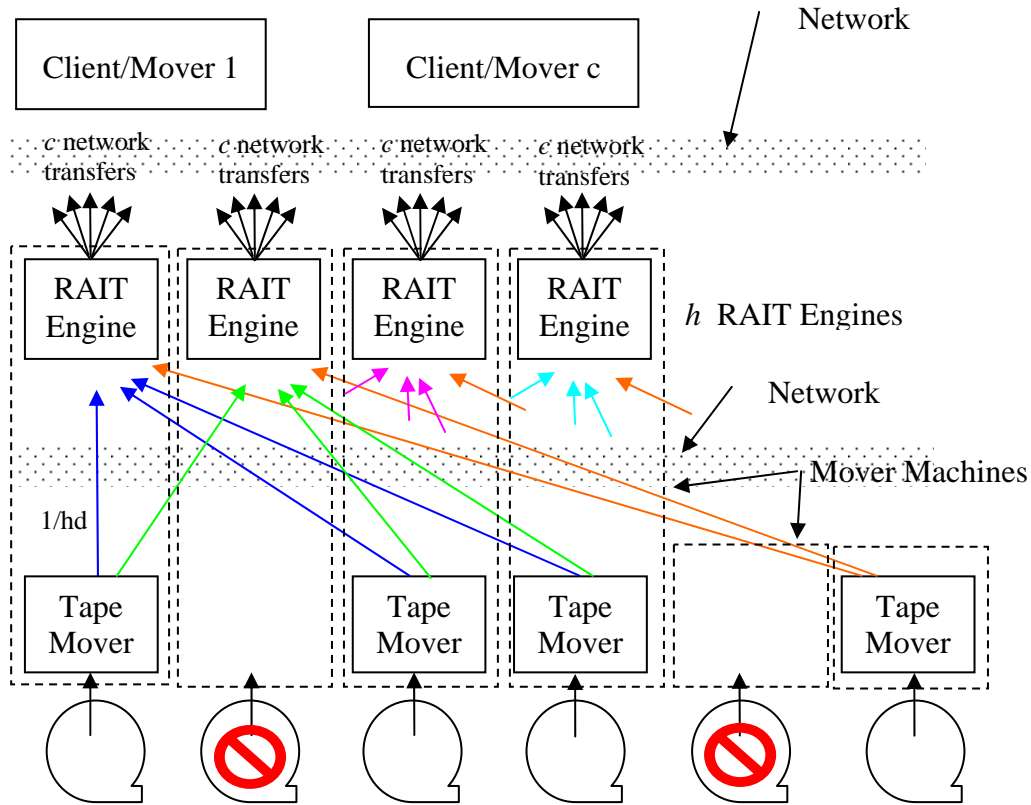 Network
Client/Mover 1
Client/Mover c
c network
transfers
c network
transfers
c network
transfers
c network
transfers
RAIT
Engine
RAIT
Engine
RAIT
Engine
RAIT
Engine
h RAIT Engines
Network
Mover Machines
1/hd
Tape
Mover
Tape
Mover
Tape
Mover
Tape
Mover